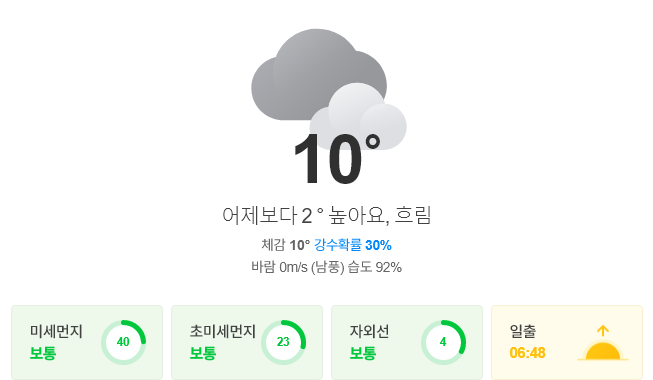 10°
어제보다 2 ° 높아요, 흐림
체감 10° 강수확률 30%
바람 0m/s (남풍) 습도 92%
미세먼지
보통
40
초미세먼지
보통
23
자외선
보통
4
일출
06:48